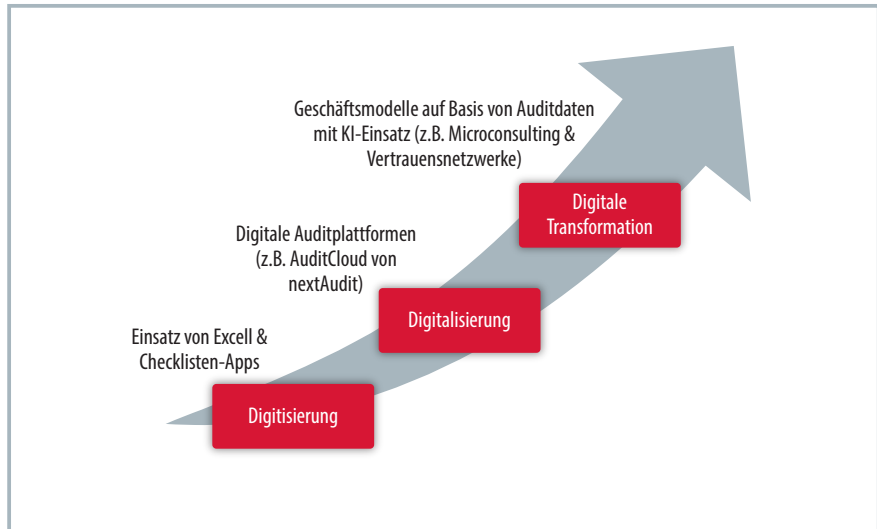 Geschäftsmodelle auf Basis von Auditdaten
mit KI-Einsatz (z.B. Microconsulting &
Vertrauensnetzwerke)
Digitale
Transformation
Digitale Auditplattformen
(z.B. AuditCloud von
nextAudit)
Digitalisierung
Einsatz von Excell &
Checklisten-Apps
Digitisierung